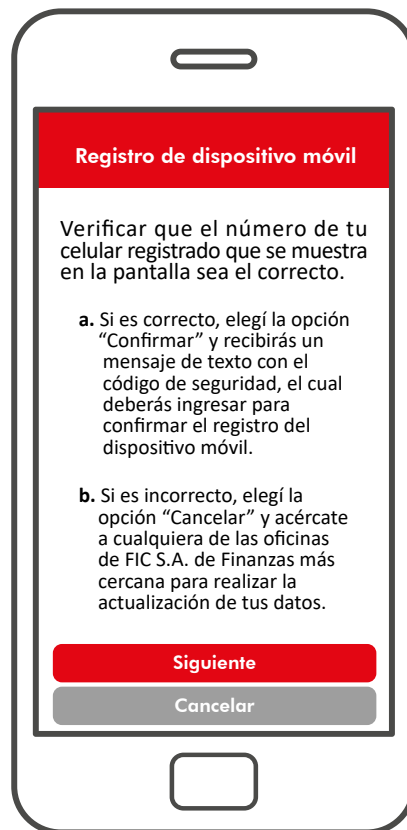 Registro de dispositivo móvil
Verificar que el número de tu
celular registrado que se muestra
en la pantalla sea el correcto.
a. Si es correcto, elegí la opción
“Confirmar” y recibirás un
mensaje de texto con el
código de seguridad, el cual
deberás ingresar para
confirmar el registro del
dispositivo móvil.
b. Si es incorrecto, elegí la
opción “Cancelar” y acércate
a cualquiera de las oficinas
de FIC S.A. de Finanzas más
cercana para realizar la
actualización de tus datos.
Siguiente
Cancelar